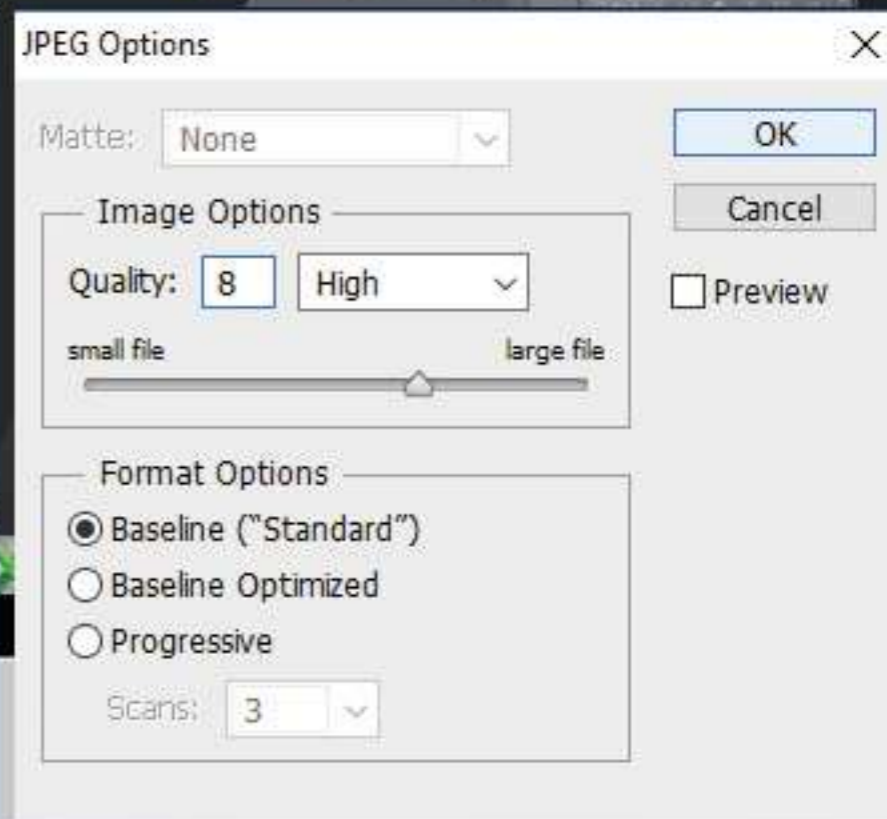 JPEG Options
Matte: None
OK
Image Options
Cancel
Quality: 8 High
Preview
small file large file
Format Options
Baseline (“Standard”)
Baseline Optimized
Progressive
Scans: 3